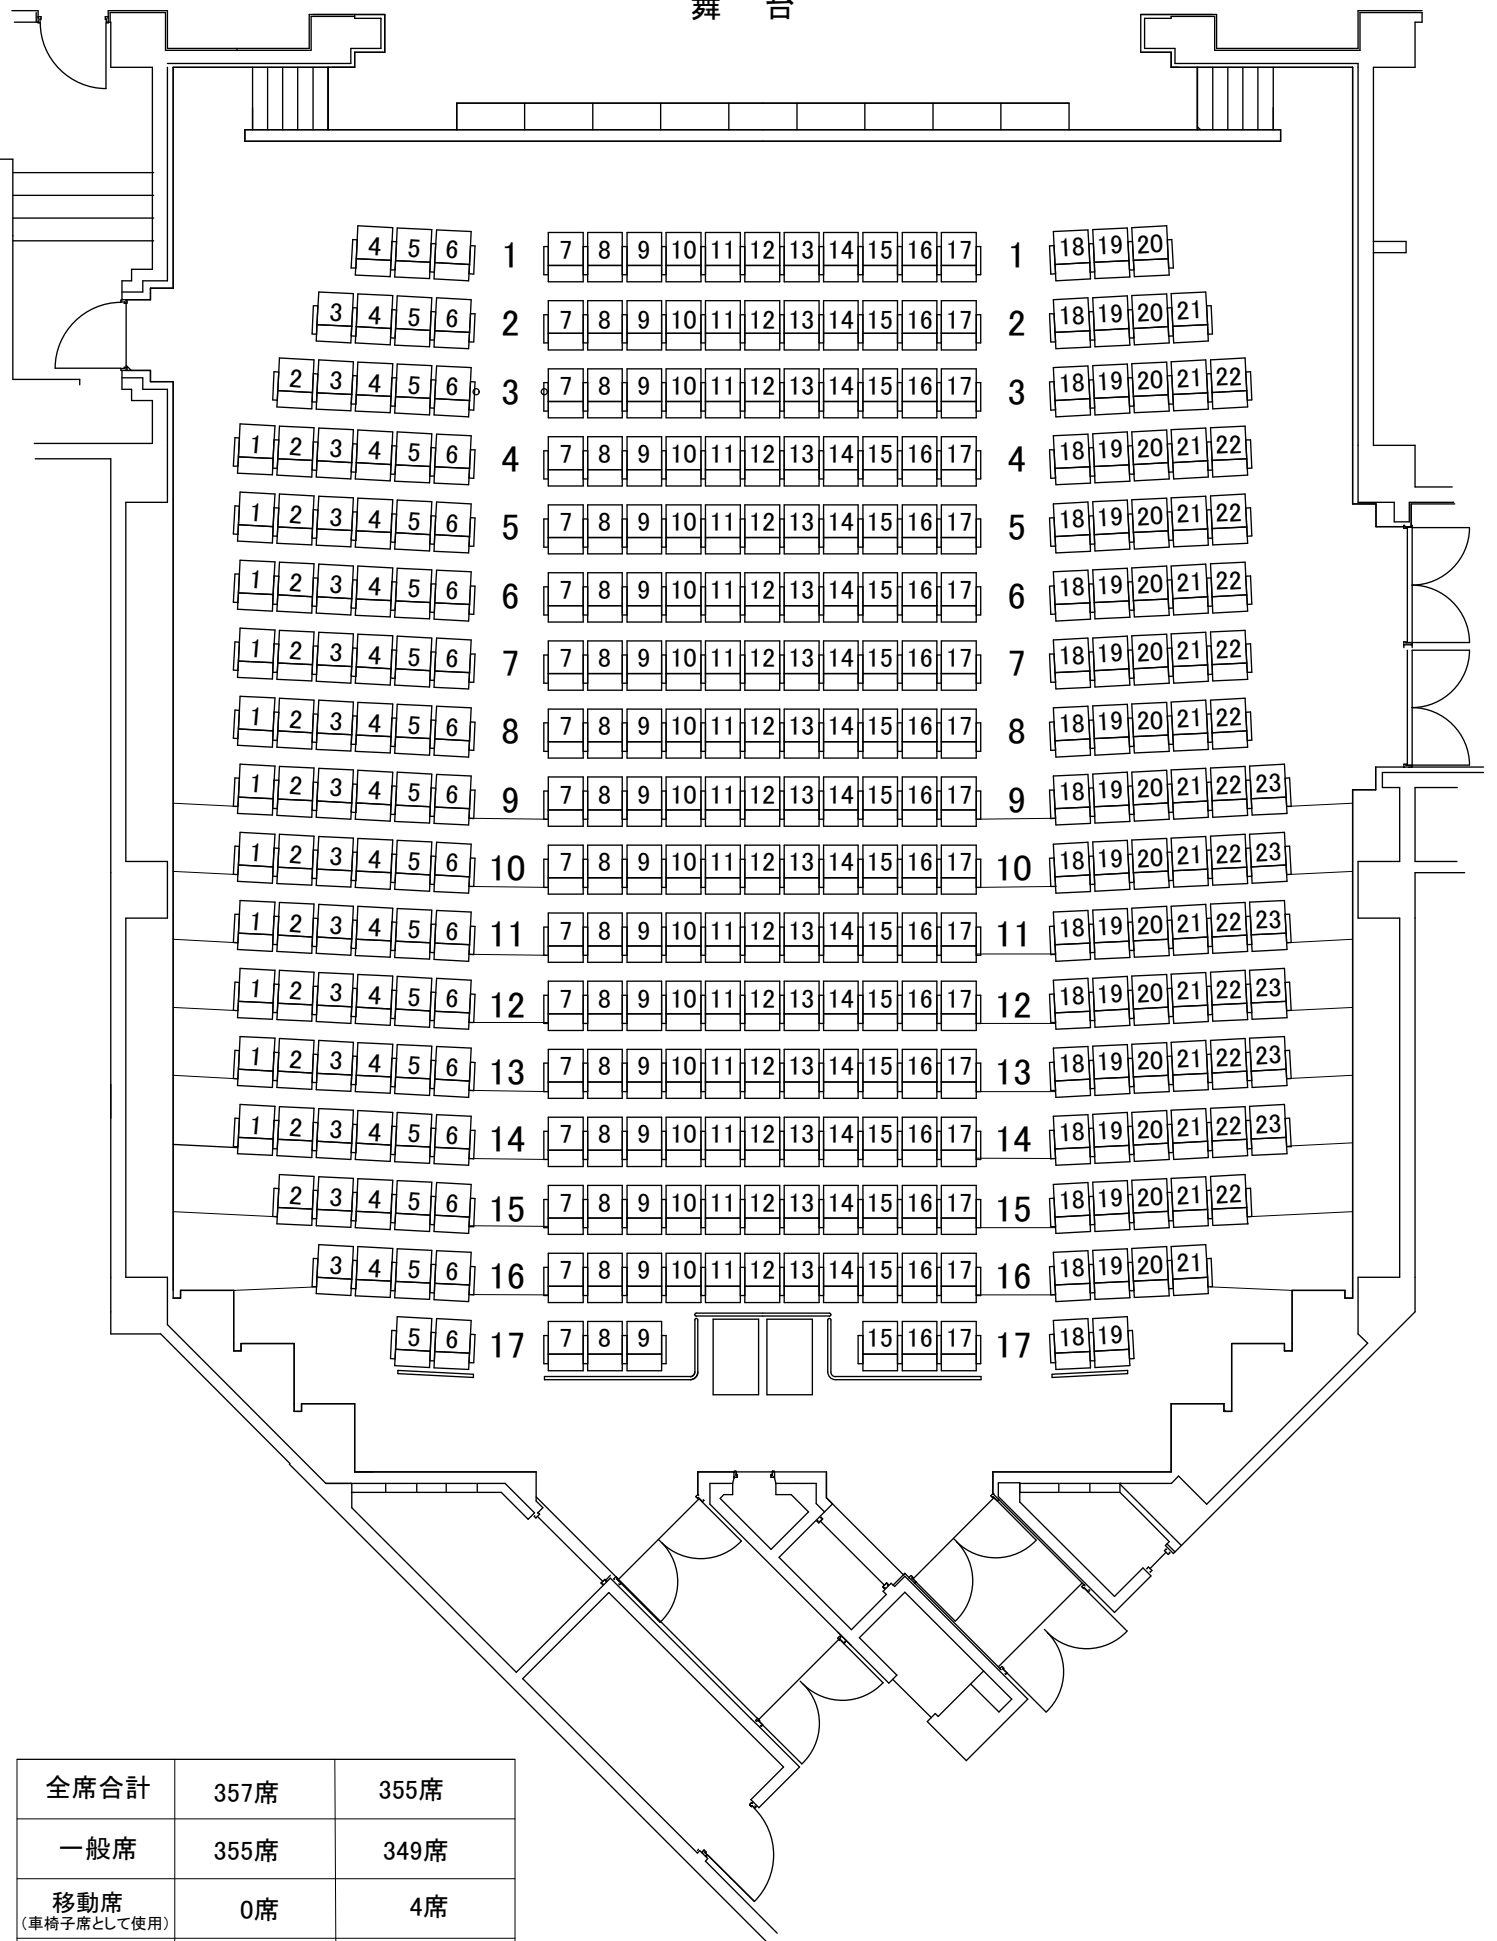 舞 台
4 5 6 1 7 8 9 10 11 12 13 14 15 16 17 1 18 19 20
3 4 5 6 2 7 8 9 10 11 12 13 14 15 16 17 2 18 19 20 21
2 3 4 5 6 3 7 8 9 10 11 12 13 14 15 16 17 3 18 19 20 21 22
1 2 3 4 5 6 4 7 8 9 10 11 12 13 14 15 16 17 4 18 19 20 21 22
1 2 3 4 5 6 5 7 8 9 10 11 12 13 14 15 16 17 5 18 19 20 21 22
1 2 3 4 5 6 6 7 8 9 10 11 12 13 14 15 16 17 6 18 19 20 21 22
1 2 3 4 5 6 7 7 8 9 10 11 12 13 14 15 16 17 7 18 19 20 21 22
1 2 3 4 5 6 8 7 8 9 10 11 12 13 14 15 16 17 8 18 19 20 21 22
1 2 3 4 5 6 9 7 8 9 10 11 12 13 14 15 16 17 9 18 19 20 21 22 23
1 2 3 4 5 6 10 7 8 9 10 11 12 13 14 15 16 17 10 18 19 20 21 22 23
1 2 3 4 5 6 11 7 8 9 10 11 12 13 14 15 16 17 11 18 19 20 21 22 23
1 2 3 4 5 6 12 7 8 9 10 11 12 13 14 15 16 17 12 18 19 20 21 22 23
1 2 3 4 5 6 13 7 8 9 10 11 12 13 14 15 16 17 13 18 19 20 21 22 23
1 2 3 4 5 6 14 7 8 9 10 11 12 13 14 15 16 17 14 18 19 20 21 22 23
2 3 4 5 6 15 7 8 9 10 11 12 13 14 15 16 17 15 18 19 20 21 22
3 4 5 6 16 7 8 9 10 11 12 13 14 15 16 17 16 18 19 20 21
5 6 17 7 8 9 15 16 17 17 18 19
全席合計 357席 355席
一般席 355席 349席
移動席 0席 4席
(車椅子席として使用)